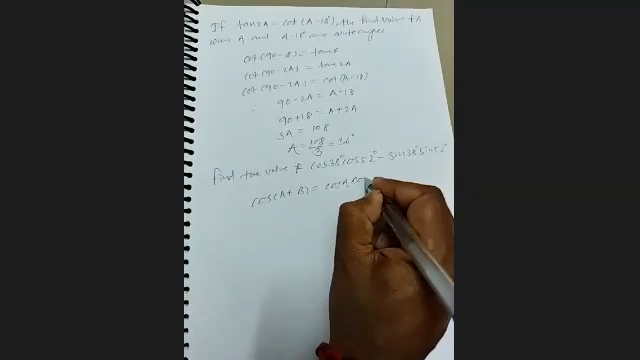 If tan2A = cot(A-18°), the find value of A
when A and A-18° are acute angles
cot(90-θ) = tanθ
cot(90-2A) = tan2A
cot(90-2A) = cot(A-18)
90-2A = A-18
90+18 = A+2A
3A = 108
A = 108/3 = 36°
find the value of cos38° cos52° - sin38° sin52°
cos(A+B) = cosA co